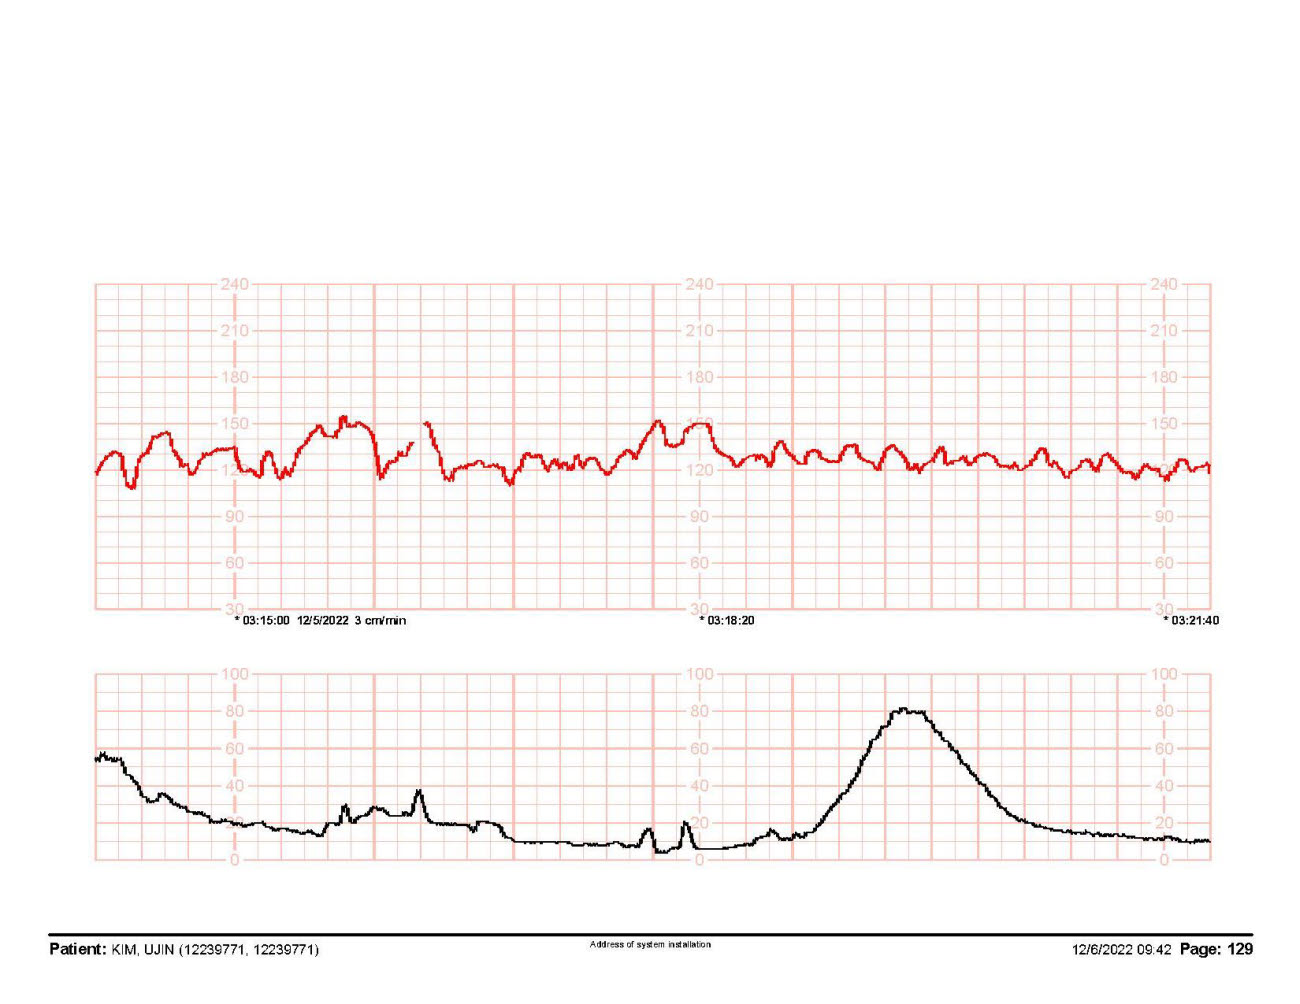 240 240 240
210 210 210
180 180 180
150 150 150
120 120 120
90 90 90
60 60 60
30 30 30
* 03:15:00 12/5/2022 3 cm/min * 03:18:20 * 03:21:40
100 100 100
80 80 80
60 60 60
40 40 40
20 20 20
0 0 0
Patient: KIM, UJIN (12239771, 12239771) Address of system installation 12/6/2022 09:42 Page: 129